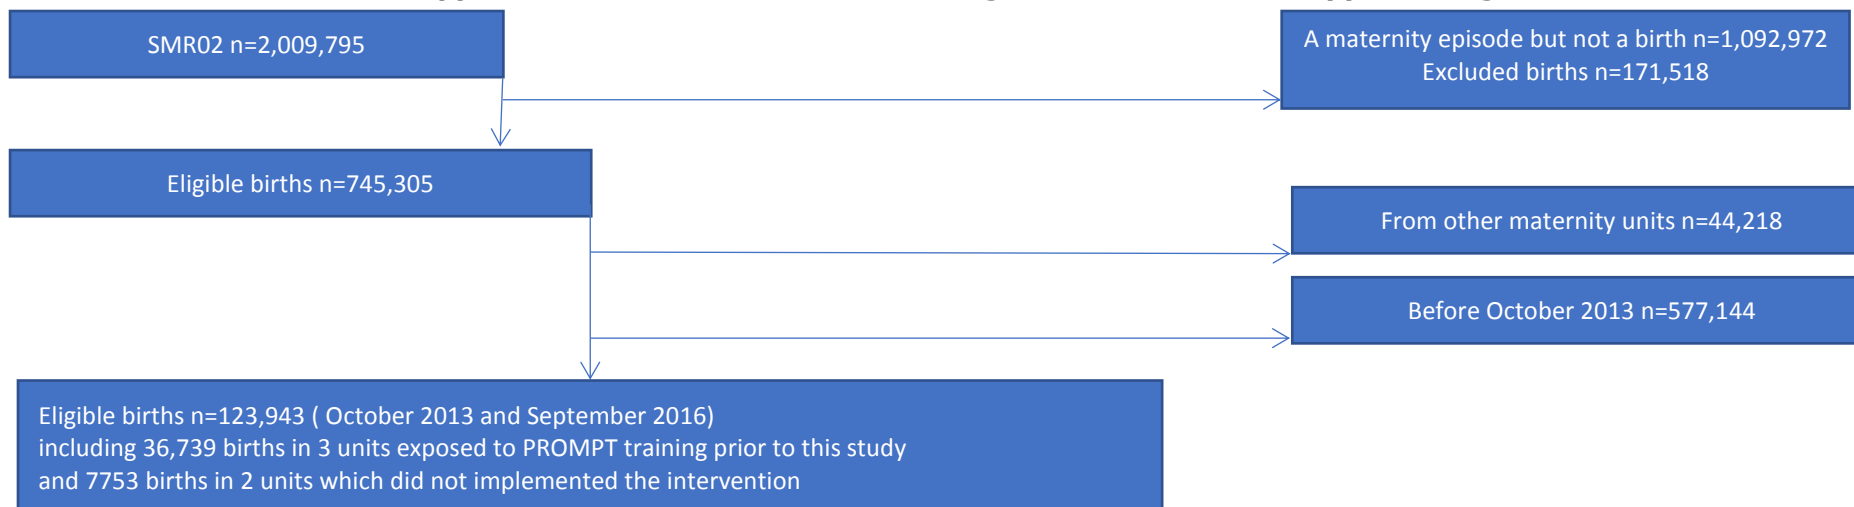 SMR02 n=2,009,795
A maternity episode but not a birth n=1,092,972
Excluded births n=171,518
Eligible births n=745,305
From other maternity units n=44,218
Before October 2013 n=577,144
Eligible births n=123,943 ( October 2013 and September 2016)
including 36,739 births in 3 units exposed to PROMPT training prior to this study
and 7753 births in 2 units which did not implemented the intervention